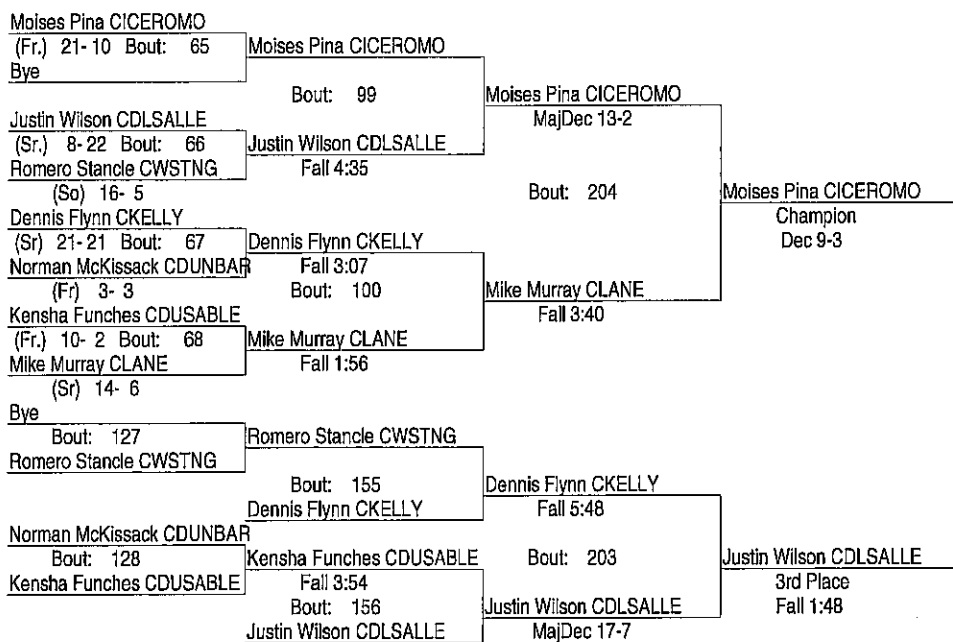 Moises Pina CICEROMO
(Fr.) 21- 10 Bout: 65
Bye
Moises Pina CICEROMO
Bout: 99
Justin Wilson CDLSALLE
(Sr.) 8- 22 Bout: 66
Romero Stancle CWSTNG
(So) 16- 5
Justin Wilson CDLSALLE
Fall 4:35
Moises Pina CICEROMO
MajDec 13-2
Bout: 204
Dennis Flynn CKELLY
(Sr) 21- 21 Bout: 67
Norman McKissack CDUNBAR
(Fr) 3- 3
Dennis Flynn CKELLY
Fall 3:07
Bout: 100
Kensha Funches CDUSABLE
(Fr.) 10- 2 Bout: 68
Mike Murray CLANE
(Sr) 14- 6
Mike Murray CLANE
Fall 1:56
Mike Murray CLANE
Fall 3:40
Moises Pina CICEROMO
Champion
Dec 9-3
Bye
Bout: 127
Romero Stancle CWSTNG
Romero Stancle CWSTNG
Bout: 155
Dennis Flynn CKELLY
Dennis Flynn CKELLY
Fall 5:48
Bout: 203
Norman McKissack CDUNBAR
Bout: 128
Kensha Funches CDUSABLE
Kensha Funches CDUSABLE
Fall 3:54
Bout: 156
Justin Wilson CDLSALLE
Justin Wilson CDLSALLE
MajDec 17-7
Justin Wilson CDLSALLE
3rd Place
Fall 1:48